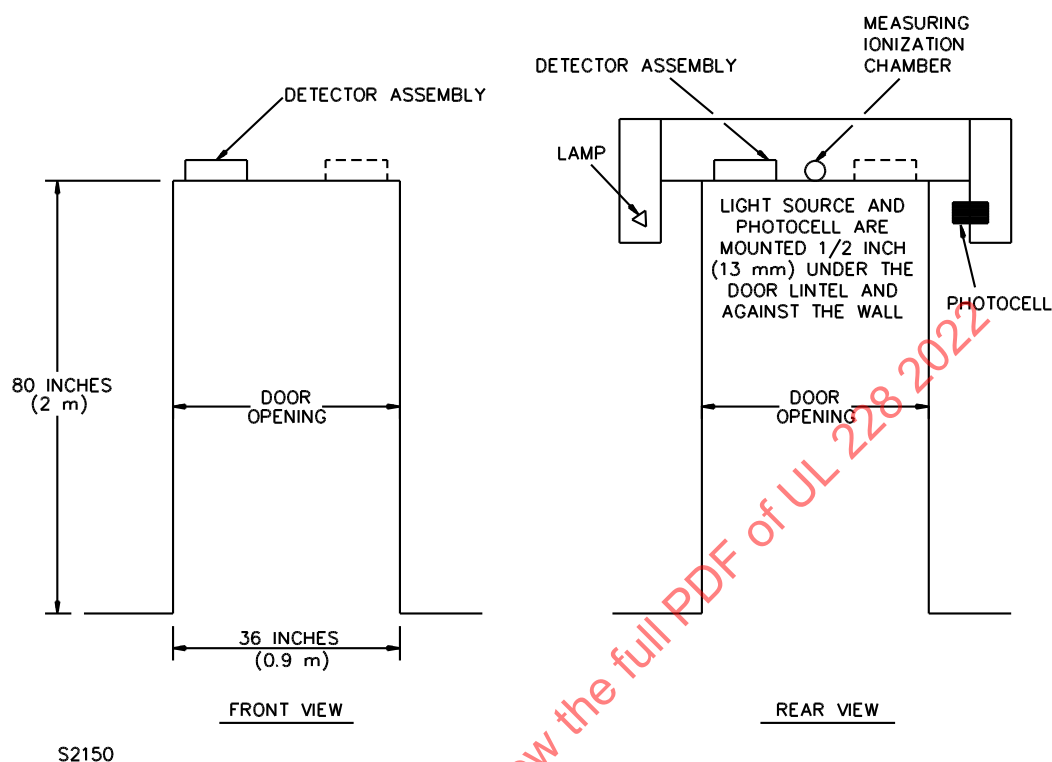 DETECTOR ASSEMBLY
80 INCHES
(2 m)
DOOR
OPENING
36 INCHES
(0.9 m)
FRONT VIEW
S2150
MEASURING
IONIZATION
CHAMBER
DETECTOR ASSEMBLY
LAMP
LIGHT SOURCE AND
PHOTOCELL ARE
MOUNTED 1/2 INCH
(13 mm) UNDER THE
DOOR LINTEL AND
AGAINST THE WALL
PHOTOCELL
DOOR
OPENING
REAR VIEW
the full PDF of UL 228 2022